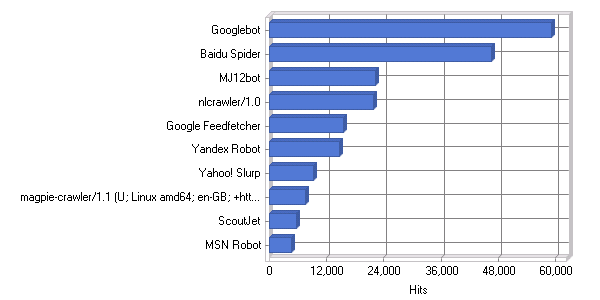 Googlebot
Baidu Spider
MJ12bot
nlcrawler/1.0
Google Feedfetcher
Yandex Robot
Yahoo! Slurp
magpie-crawler/1.1 (U; Linux amd64; en-GB; +htt...
ScoutJet
MSN Robot
0 12,000 24,000 36,000 48,000 60,000
Hits